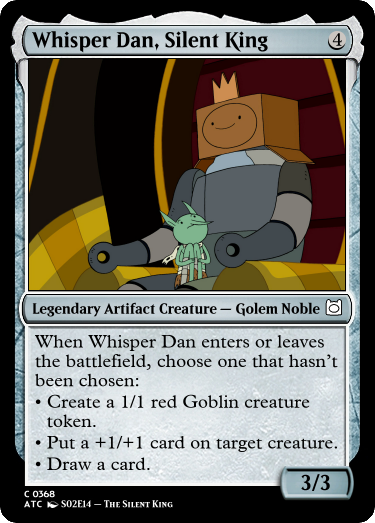 Whisper Dan, Silent King 4
Legendary Artifact Creature — Golem Noble
When Whisper Dan enters or leaves
the battlefield, choose one that hasn't
been chosen:
• Create a 1/1 red Goblin creature
token.
• Put a +1/+1 card on target creature.
• Draw a card.
3/3
C 0368
ATC S02E14 — The Silent King